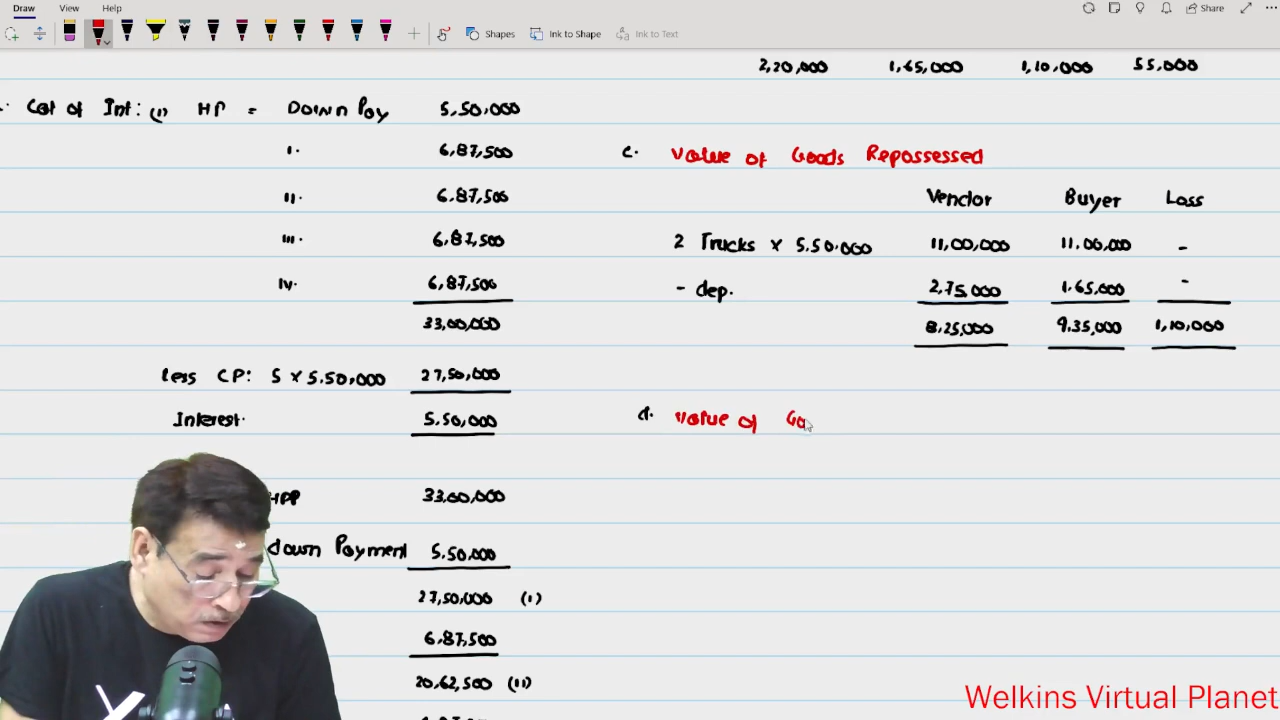 Draw View Help Share
Shapes Ink to Shape Ink to Text
2,20,000 1,65,000 1,10,000 55,000
Cal of Int: (i) HP = Down Pay 5,50,000
i. 6,87,500
ii. 6,87,500
iii. 6,87,500
iv. 6,87,500
33,00,000
less CP: 5 x 5,50,000 27,50,000
Interest 5,50,000
HPP 33,00,000
down Payment 5,50,000
27,50,000 (i)
6,87,500
20,62,500 (ii)
c. Value of Goods Repossessed
Vendor Buyer Loss
2 Trucks x 5,50,000 11,00,000 11,00,000 -
- dep. 2,75,000 1,65,000 -
8,25,000 9,35,000 1,10,000
d. Value of Go
Welkins Virtual Planet